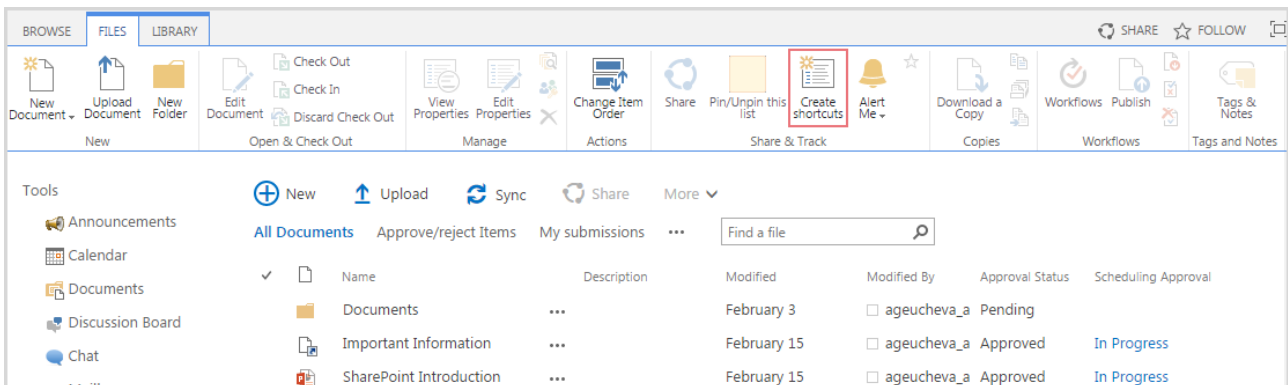 BROWSE FILES LIBRARY SHARE FOLLOW
Check Out
Check In
Discard Check Out
New Document
Upload Document
New Folder
Edit Document
View Properties
Edit Properties
Change Item Order
Share
Pin/Unpin this list
Create shortcuts
Alert Me
Download a Copy
Workflows
Publish
Tags & Notes
New Open & Check Out Manage Actions Share & Track Copies Workflows Tags and Notes
Tools
Announcements
Calendar
Documents
Discussion Board
Chat
New Upload Sync Share More
All Documents Approve/reject Items My submissions ••• Find a file
Name Description Modified Modified By Approval Status Scheduling Approval
Documents ••• February 3 ageucheva_a Pending
Important Information ••• February 15 ageucheva_a Approved In Progress
SharePoint Introduction ••• February 15 ageucheva_a Approved In Progress